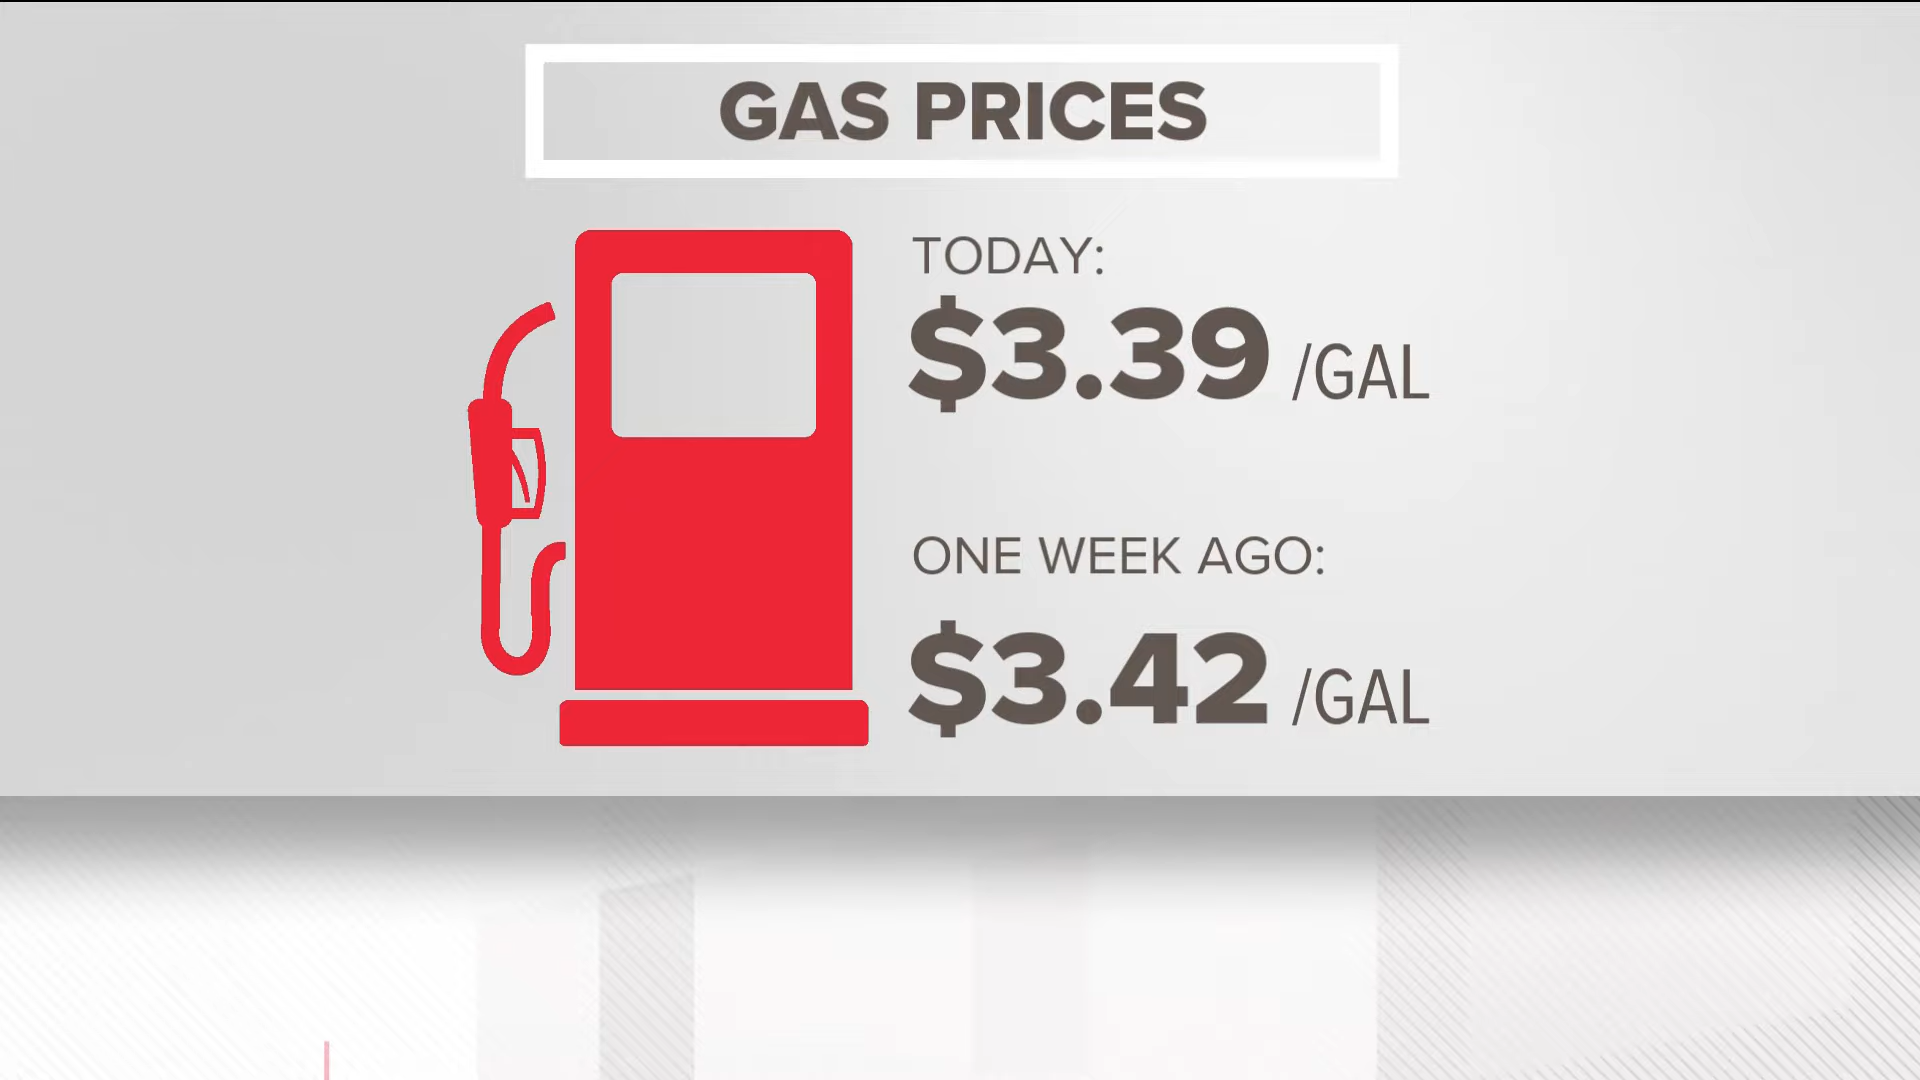 GAS PRICES
TODAY:
$3.39 /GAL
ONE WEEK AGO:
$3.42 /GAL